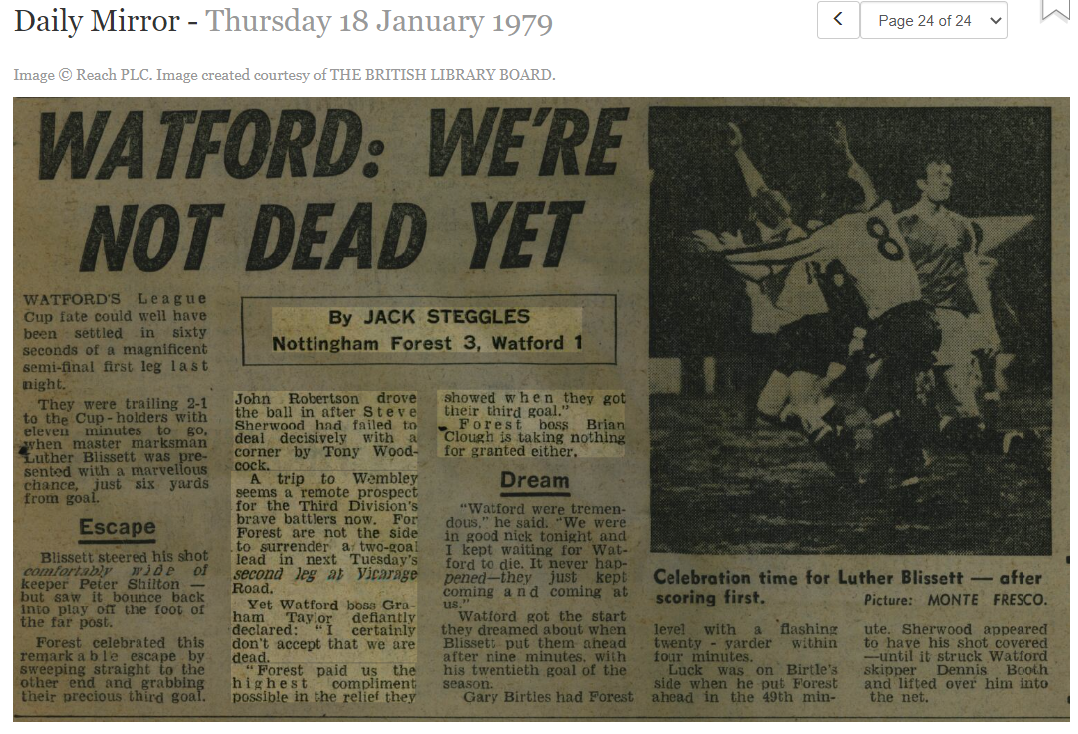 Daily Mirror - Thursday 18 January 1979
Page 24 of 24
Image © Reach PLC. Image created courtesy of THE BRITISH LIBRARY BOARD.
WATFORD: WE'RE
NOT DEAD YET
By JACK STEGGLES
Nottingham Forest 3, Watford 1
WATFORD'S League
Cup fate could well have
been settled in sixty
seconds of a magnificent
semi-final first leg last
night.
They were trailing 2-1
to the Cup-holders with
eleven minutes to go,
when master marksman
Luther Blissett was pre-
sented with a marvellous
chance, just six yards
from goal.
Escape
Blissett steered his shot
comfortably wide of
keeper Peter Shilton —
but saw it bounce back
into play off the foot of
the far post.
Forest celebrated this
remarkable escape by
sweeping straight to the
other end and grabbing
their precious third goal.
John Robertson drove
the ball in after Steve
Sherwood had failed to
deal decisively with a
corner by Tony Wood-
cock.
A trip to Wembley
seems a remote prospect
for the Third Division's
brave battlers now. For
Forest are not the side
to surrender a two-goal
lead in next Tuesday's
second leg at Vicarage
Road.
Yet Watford boss Gra-
ham Taylor defiantly
declared: "I certainly
don't accept that we are
dead.
"Forest paid us the
highest compliment
possible in the relief they
showed when they got
their third goal."
Forest boss Brian
Clough is taking nothing
for granted either.
Dream
"Watford were tremen-
dous," he said. "We were
in good nick tonight and
I kept waiting for Wat-
ford to die. It never hap-
pened—they just kept
coming and coming at
us."
Watford got the start
they dreamed about when
Blissett put them ahead
after nine minutes, with
his twentieth goal of the
season.
Gary Birtles had Forest
8
Celebration time for Luther Blissett — after
scoring first.
Picture: MONTE FRESCO.
level with a flashing
twenty-yarder within
four minutes.
Luck was on Birtle's
side when he put Forest
ahead in the 49th min-
ute. Sherwood appeared
to have his shot covered
—until it struck Watford
skipper Dennis Booth
and lifted over him into
the net.